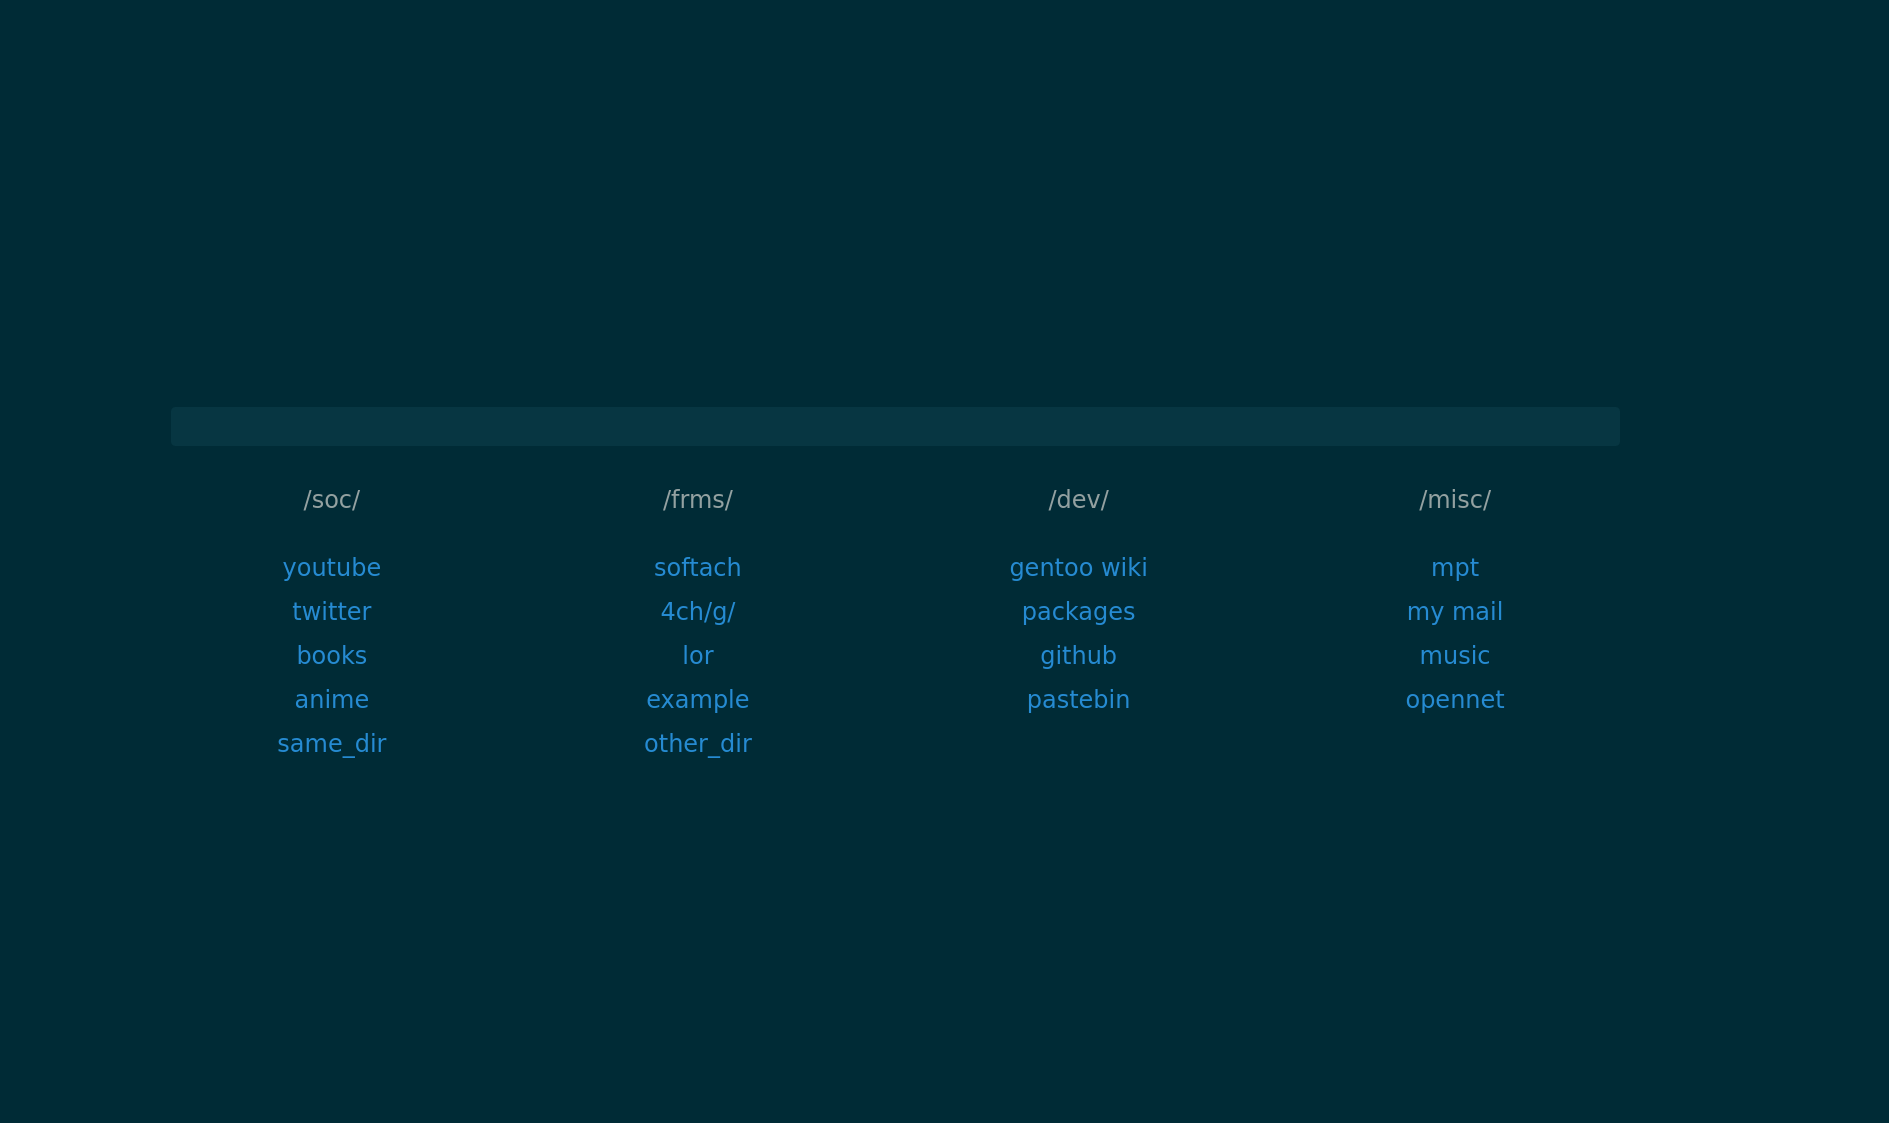 /soc/
youtube
twitter
books
anime
same_dir
/frms/
softach
4ch/g/
lor
example
other_dir
/dev/
gentoo wiki
packages
github
pastebin
/misc/
mpt
my mail
music
opennet